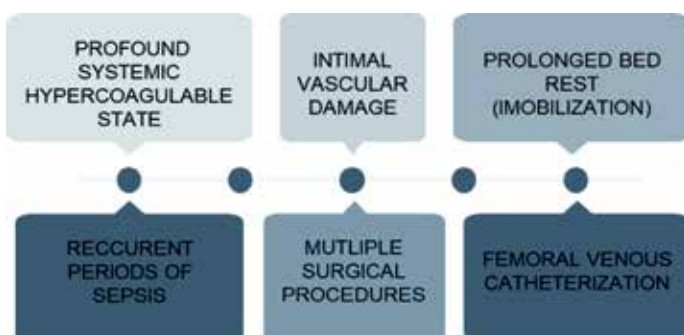 PROFOUND
SYSTEMIC
HYPERCOAGULABLE
STATE
INTIMAL
VASCULAR
DAMAGE
PROLONGED BED
REST
(IMOBILIZATION)
RECCURENT
PERIODS OF
SEPSIS
MUTLIPLE
SURGICAL
PROCEDURES
FEMORAL VENOUS
CATHETERIZATION